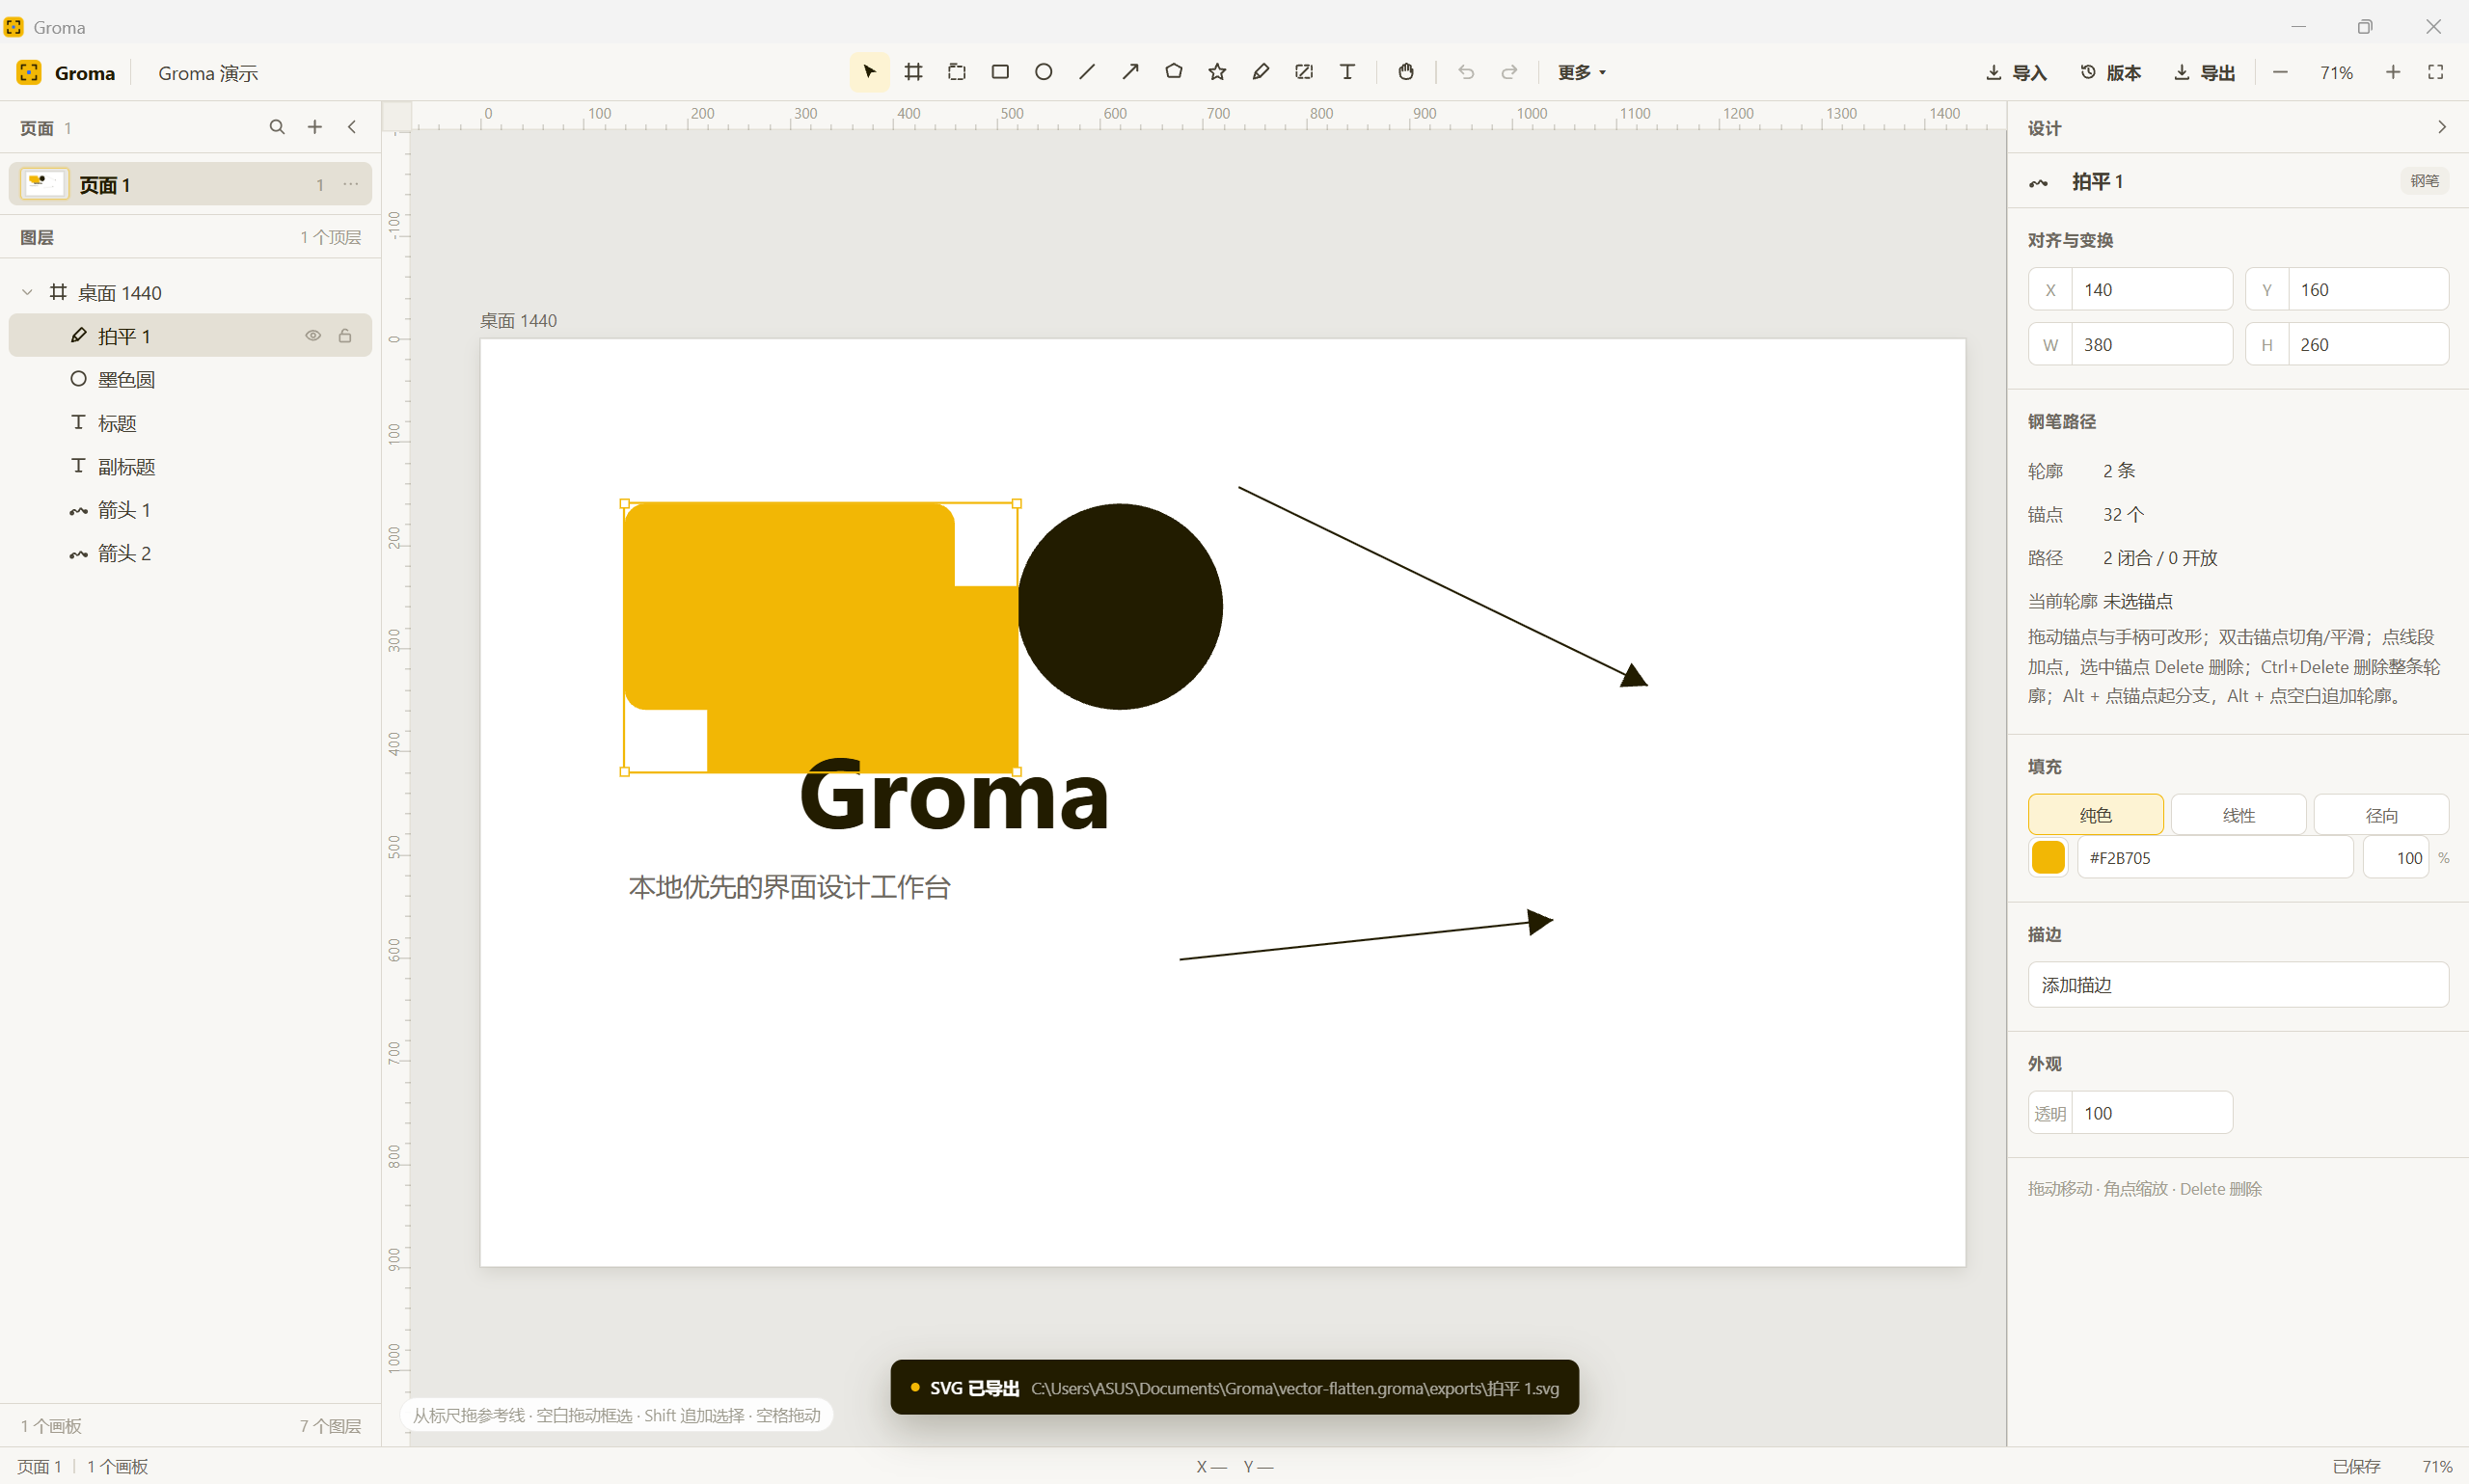 Groma
Groma
Groma 演示
更多
导入
版本
导出
71%
页面 1
页面 1
1
图层
1 个顶层
桌面 1440
拍平 1
墨色圆
标题
副标题
箭头 1
箭头 2
1 个画板
7 个图层
0 100 200 300 400 500 600 700 800 900 1000 1100 1200 1300 1400
-100
0
100
200
300
400
500
600
700
800
900
1000
桌面 1440
Groma
本地优先的界面设计工作台
从标尺拖参考线 · 空白拖动框选 · Shift 追加选择 · 空格拖动
SVG 已导出 C:\Users\ASUS\Documents\Groma\vector-flatten.groma\exports\拍平 1.svg
设计
拍平 1
钢笔
对齐与变换
X 140
Y 160
W 380
H 260
钢笔路径
轮廓 2 条
锚点 32 个
路径 2 闭合 / 0 开放
当前轮廓 未选锚点
拖动锚点与手柄可改形；双击锚点切角/平滑；点线段
加点，选中锚点 Delete 删除；Ctrl+Delete 删除整条轮
廓；Alt + 点锚点起分支，Alt + 点空白追加轮廓。
填充
纯色
线性
径向
#F2B705
100 %
描边
添加描边
外观
透明 100
拖动移动 · 角点缩放 · Delete 删除
页面 1
1 个画板
X — Y —
已保存
71%